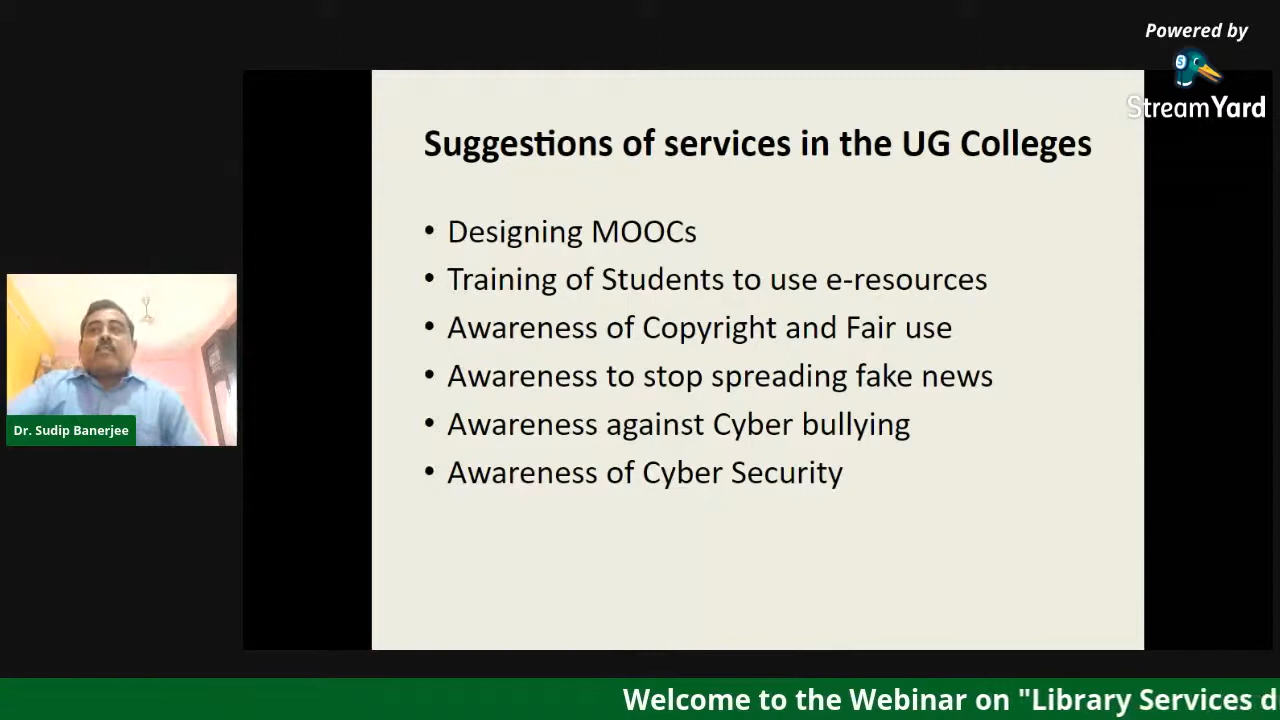 Powered by
StreamYard
Suggestions of services in the UG Colleges
• Designing MOOCs
• Training of Students to use e-resources
• Awareness of Copyright and Fair use
• Awareness to stop spreading fake news
• Awareness against Cyber bullying
• Awareness of Cyber Security
Dr. Sudip Banerjee
Welcome to the Webinar on "Library Services d